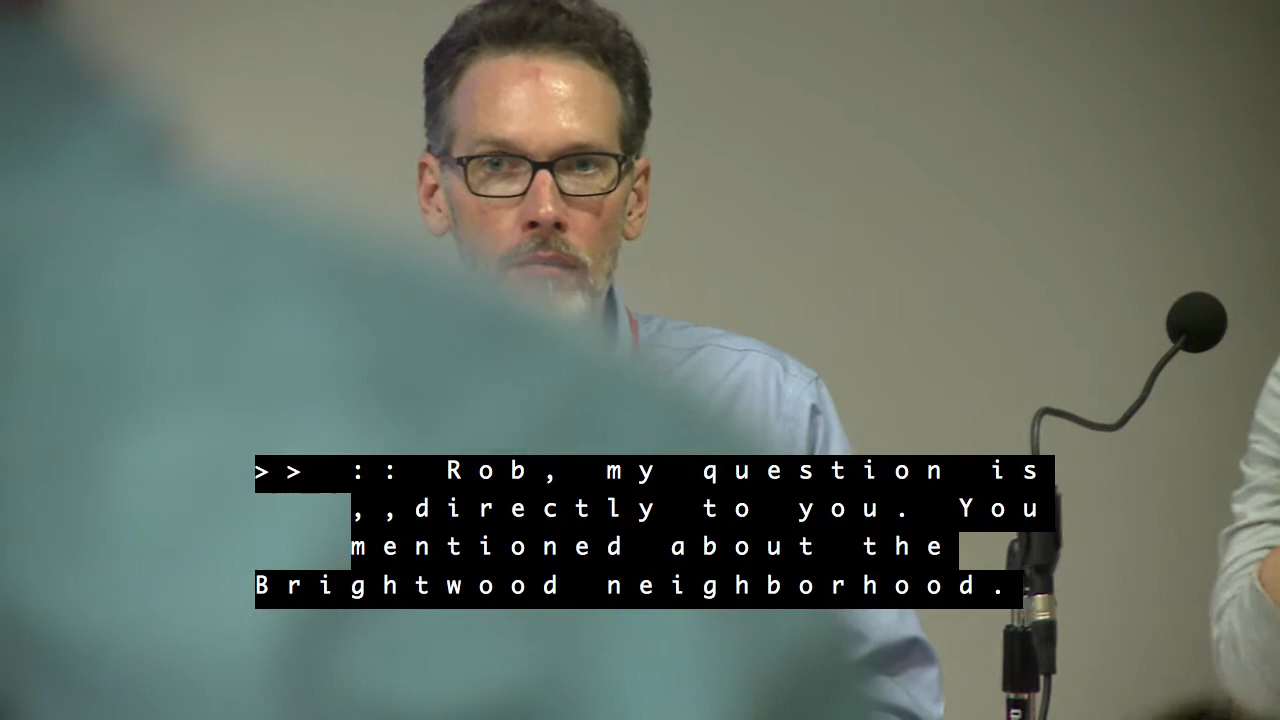 >> :: Rob, my question is
,,directly to you. You
mentioned about the
Brightwood neighborhood.